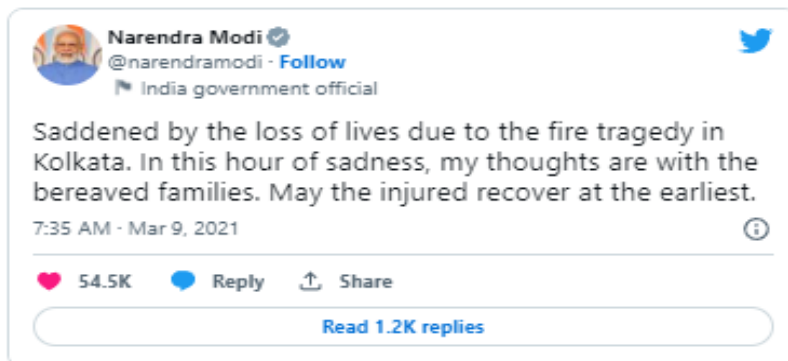 Narendra Modi
@narendramodi · Follow
India government official
Saddened by the loss of lives due to the fire tragedy in
Kolkata. In this hour of sadness, my thoughts are with the
bereaved families. May the injured recover at the earliest.
7:35 AM · Mar 9, 2021
54.5K Reply Share
Read 1.2K replies